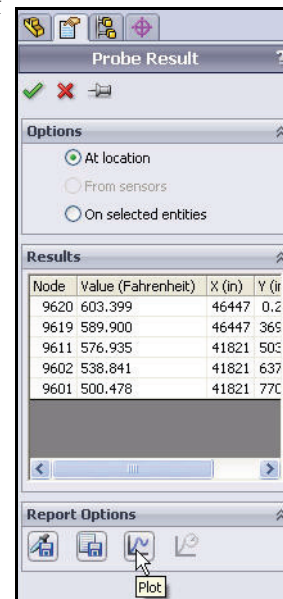 Probe Result ?
Options
At location
From sensors
On selected entities
Results
Node Value (Fahrenheit) X (in) Y (ir
9620 603.399 46447 0.2
9619 589.900 46447 369
9611 576.935 41821 503
9602 538.841 41821 637
9601 500.478 41821 770
Report Options
Plot